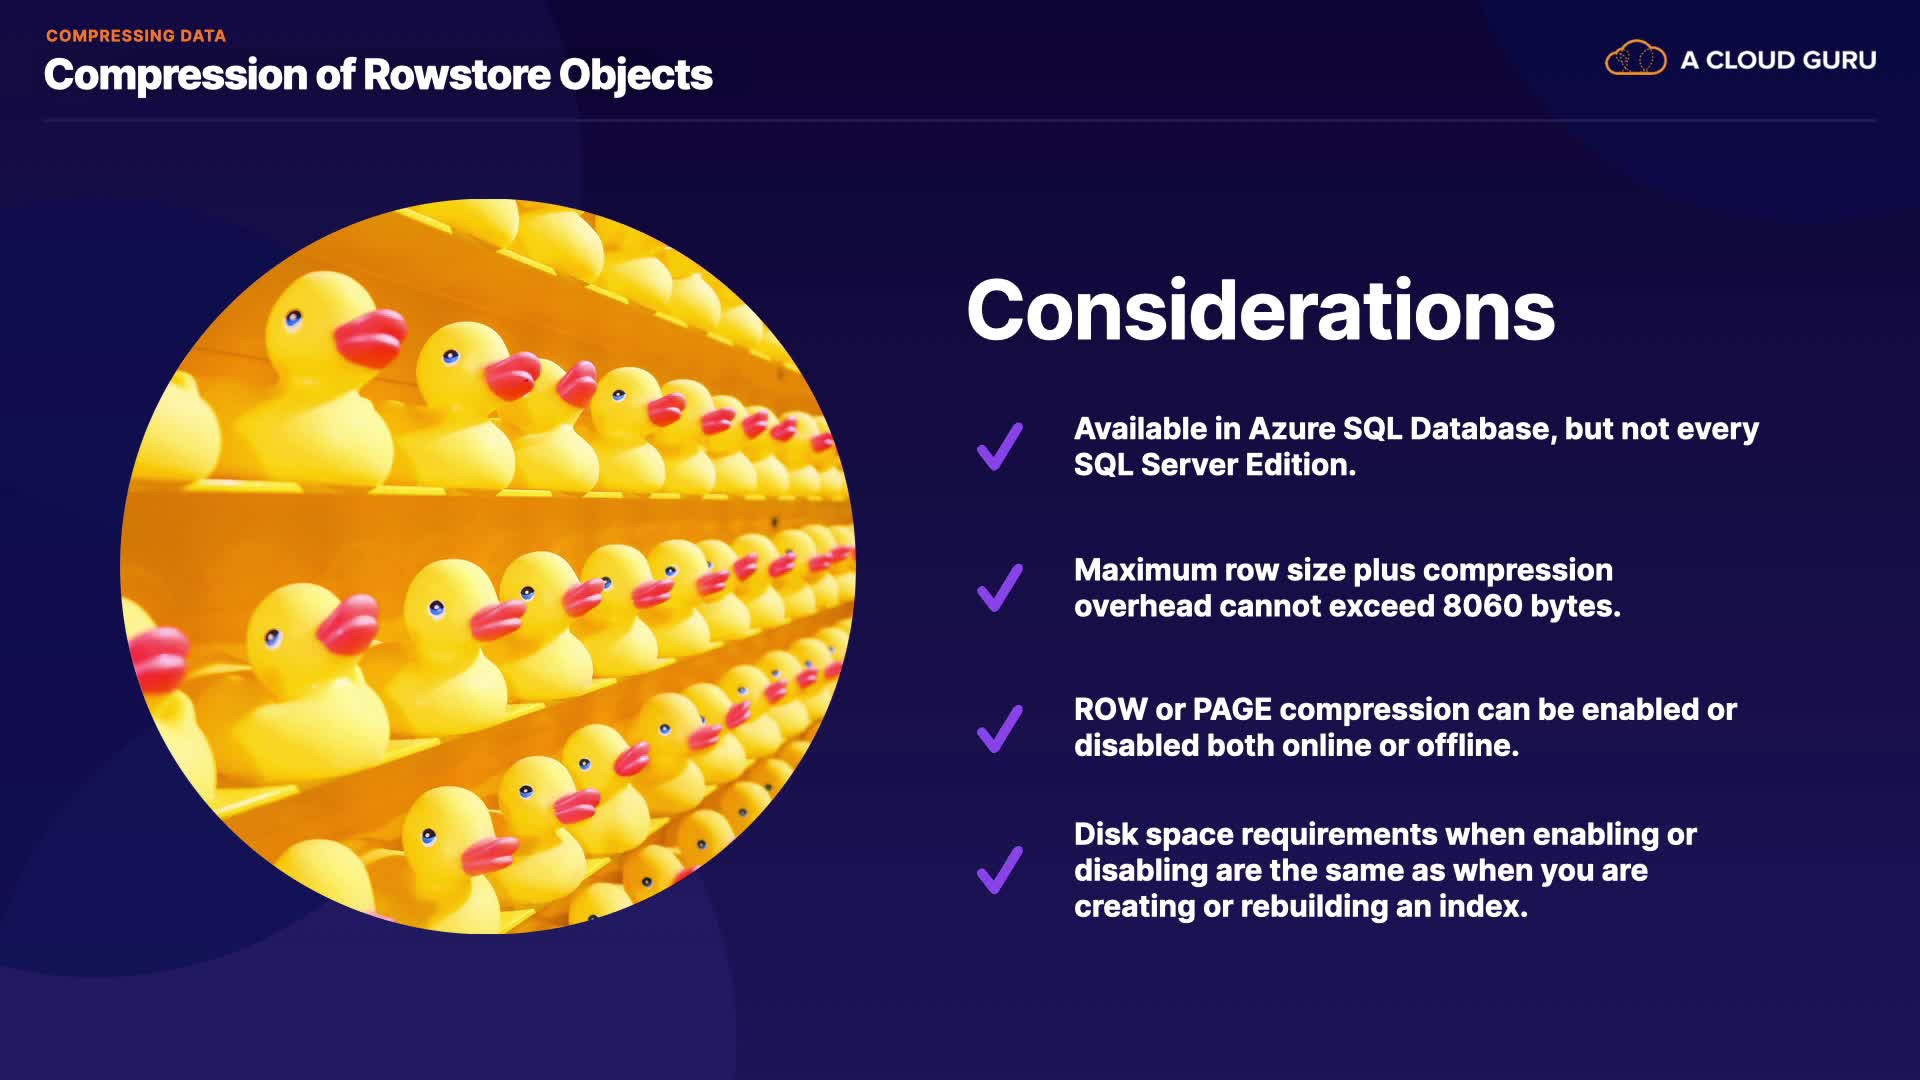 COMPRESSING DATA
Compression of Rowstore Objects
A CLOUD GURU
Considerations
Available in Azure SQL Database, but not every
SQL Server Edition.
Maximum row size plus compression
overhead cannot exceed 8060 bytes.
ROW or PAGE compression can be enabled or
disabled both online or offline.
Disk space requirements when enabling or
disabling are the same as when you are
creating or rebuilding an index.